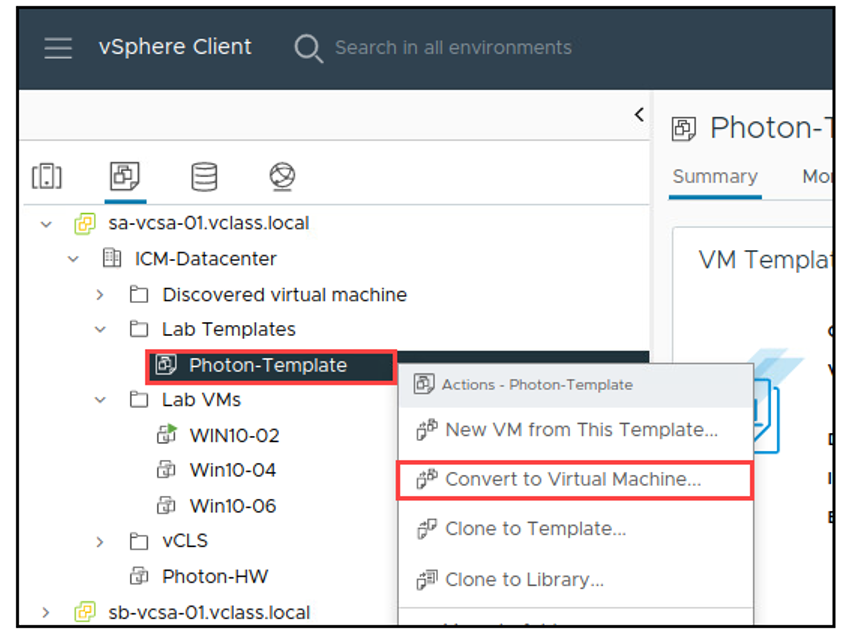 vSphere Client
Search in all environments
Photon-T
Summary
Mo
sa-vcsa-01.vclass.local
ICM-Datacenter
VM Templat
Discovered virtual machine
Lab Templates
Photon-Template
Actions - Photon-Template
Lab VMs
New VM from This Template...
WIN10-02
Win10-04
Convert to Virtual Machine...
Win10-06
Clone to Template...
vCLS
Photon-HW
Clone to Library...
sb-vcsa-01.vclass.local